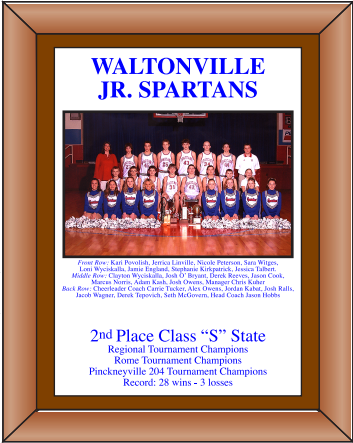 WALTONVILLE
JR. SPARTANS
Front Row: Kari Povolish, Jerrica Linville, Nicole Peterson, Sara Witges,
Loni Wyciskalla, Jamie England, Stephanie Kirkpatrick, Jessica Talbert.
Middle Row: Clayton Wyciskalla, Josh O' Bryant, Derek Reeves, Jason Cook,
Marcus Norris, Adam Kash, Josh Owens, Manager Chris Kuher
Back Row: Cheerleader Coach Carrie Tucker, Alex Owens, Jordan Kabat, Josh Ralls,
Jacob Wagner, Derek Tepovich, Seth McGovern, Head Coach Jason Hobbs
2nd Place Class “S” State
Regional Tournament Champions
Rome Tournament Champions
Pinckneyville 204 Tournament Champions
Record: 28 wins - 3 losses